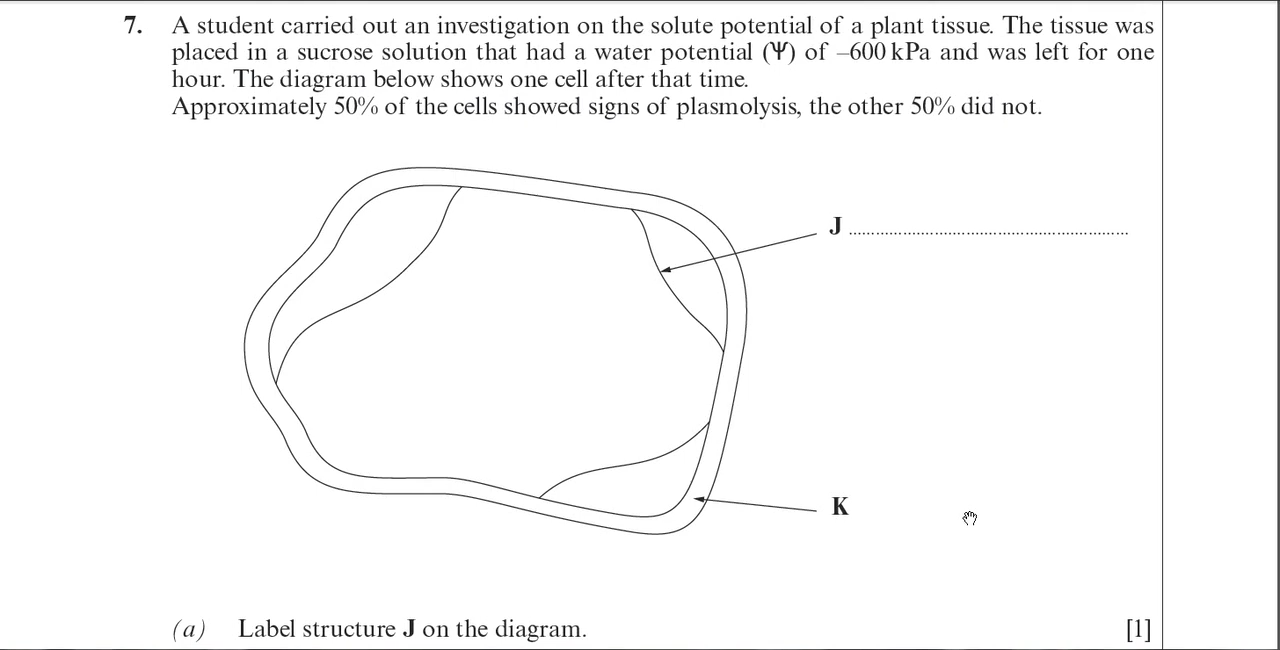 7. A student carried out an investigation on the solute potential of a plant tissue. The tissue was
placed in a sucrose solution that had a water potential (Ψ) of –600 kPa and was left for one
hour. The diagram below shows one cell after that time.
Approximately 50% of the cells showed signs of plasmolysis, the other 50% did not.
J ..............................................................
K
(a) Label structure J on the diagram. [1]